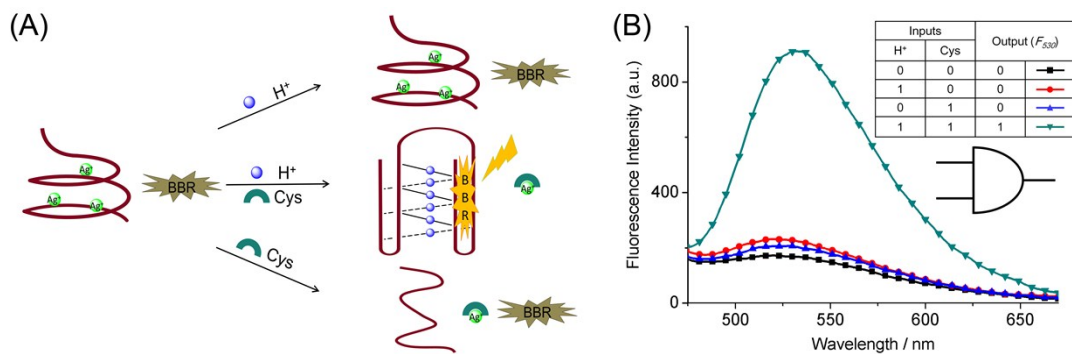 (A)
Ag⁺
Ag⁺
Ag⁺
BBR
H⁺
H⁺
Cys
Cys
Ag⁺
Ag⁺
Ag⁺
BBR
B
B
R
Ag⁺
Ag⁺
BBR
(B)
Fluorescence Intensity (a.u.)
800
400
0
500 550 600 650
Wavelength / nm
Inputs Output (F530)
H⁺ Cys
0 0 0
1 0 0
0 1 0
1 1 1